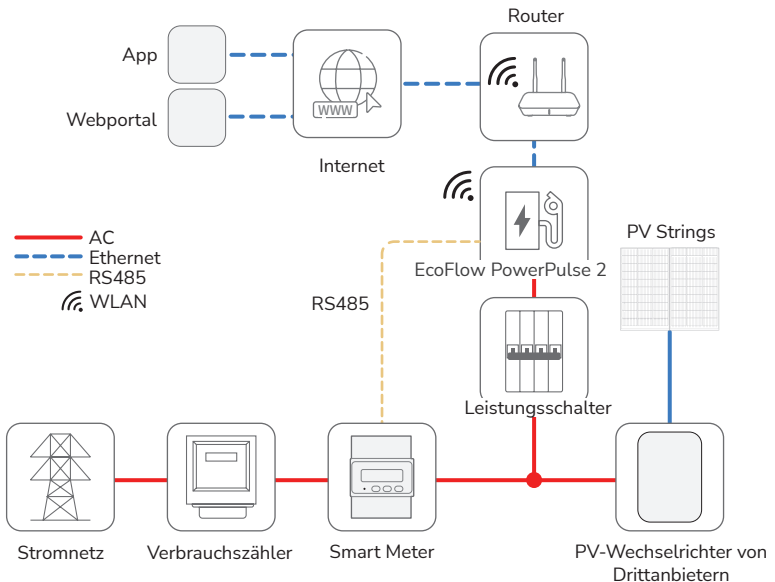 Router
App
WWW
Webportal
Internet
PV Strings
AC
Ethernet
RS485
WLAN
EcoFlow PowerPulse 2
RS485
Leistungsschalter
Stromnetz
Verbrauchszähler
Smart Meter
PV-Wechselrichter von
Drittanbietern